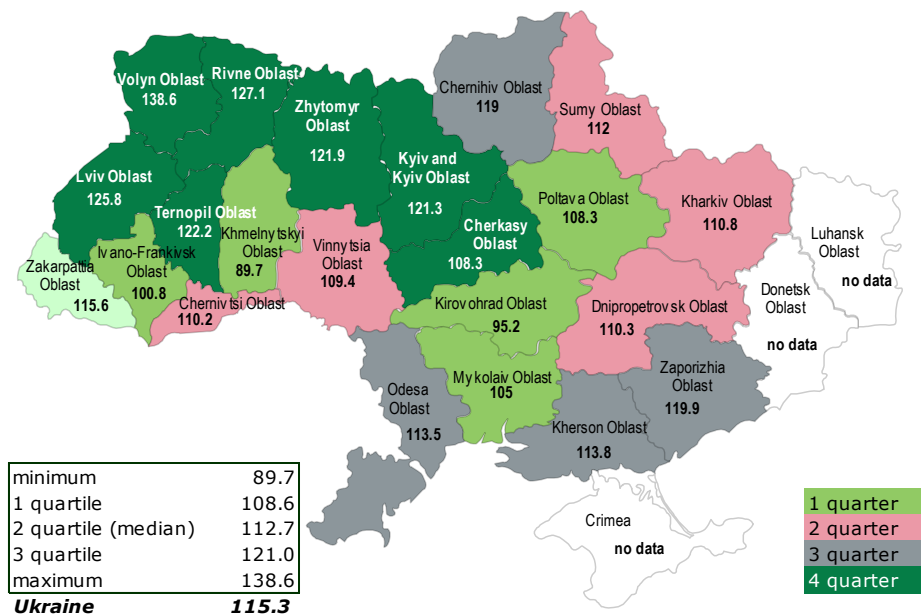 Volyn Oblast
138.6
Rivne Oblast
127.1
Zhytomyr
Oblast
121.9
Chernihiv Oblast
119
Sumy Oblast
112
Kyiv and
Kyiv Oblast
121.3
Lviv Oblast
125.8
Ternopil Oblast
122.2
Khmelnytskyi
Oblast
89.7
Vinnytsia
Oblast
109.4
Cherkasy
Oblast
108.3
Poltava Oblast
108.3
Kharkiv Oblast
110.8
Luhansk
Oblast
no data
Zakarpattia
Oblast
115.6
Ivano-Frankivsk
Oblast
100.8
Chernivtsi Oblast
110.2
Kirovohrad Oblast
95.2
Dnipropetrovsk Oblast
110.3
Donetsk
Oblast
no data
Odesa
Oblast
113.5
Mykolaiv Oblast
105
Kherson Oblast
113.8
Zaporizhia
Oblast
119.9
Crimea
no data
minimum 89.7
1 quartile 108.6
2 quartile (median) 112.7
3 quartile 121.0
maximum 138.6
Ukraine 115.3
1 quarter
2 quarter
3 quarter
4 quarter